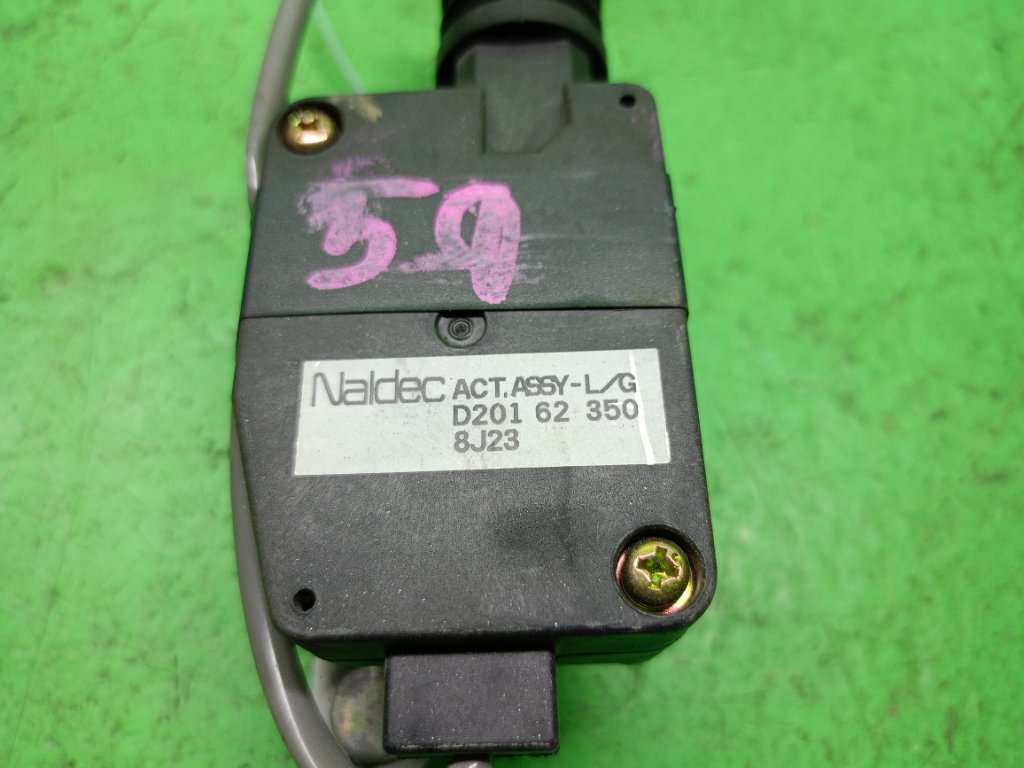 59
Naldec ACT. ASSY-L/G
D201 62 350
8J23